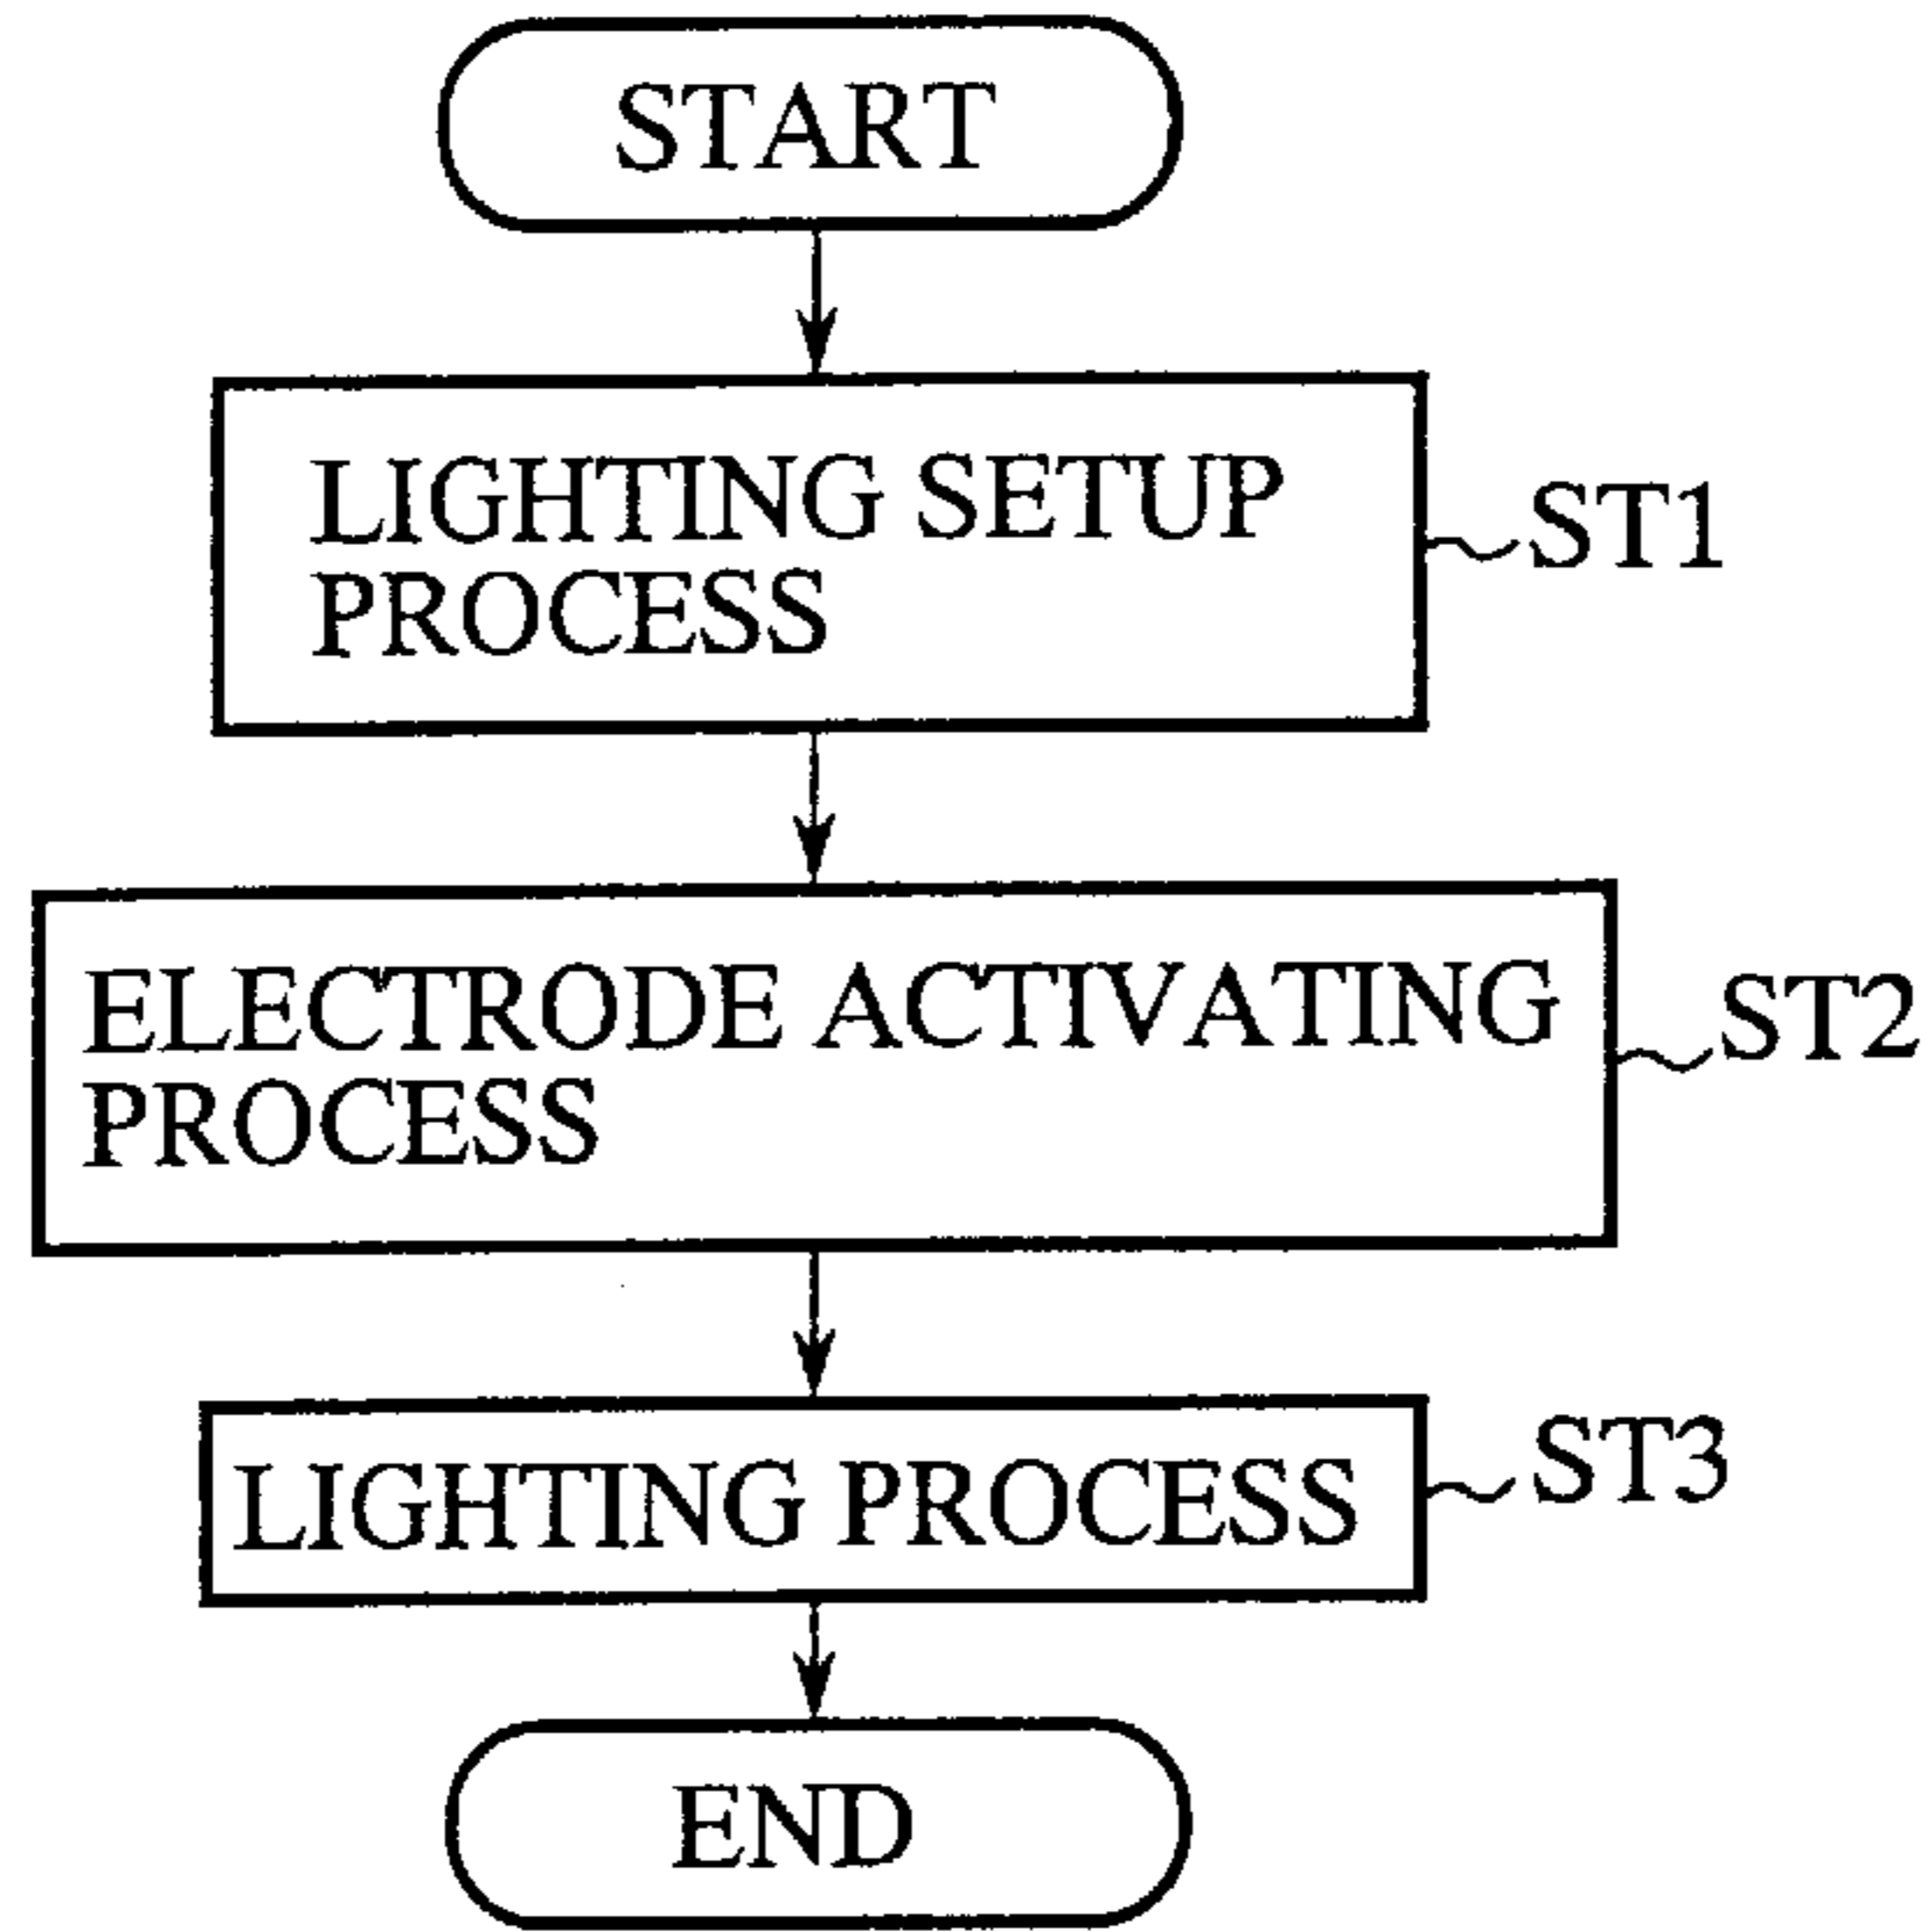 START
LIGHTING SETUP
PROCESS
ST1
ELECTRODE ACTIVATING
PROCESS
ST2
LIGHTING PROCESS
ST3
END